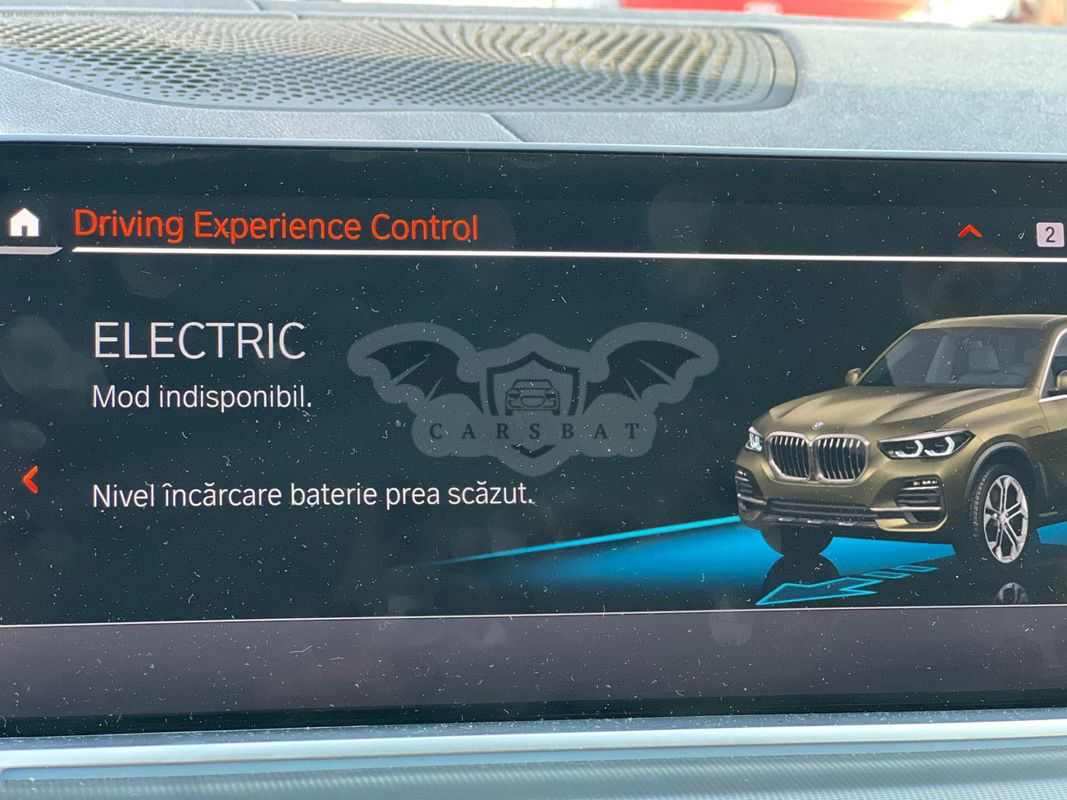 Driving Experience Control
2
ELECTRIC
Mod indisponibil.
CARSBAT
Nivel încărcare baterie prea scăzut.